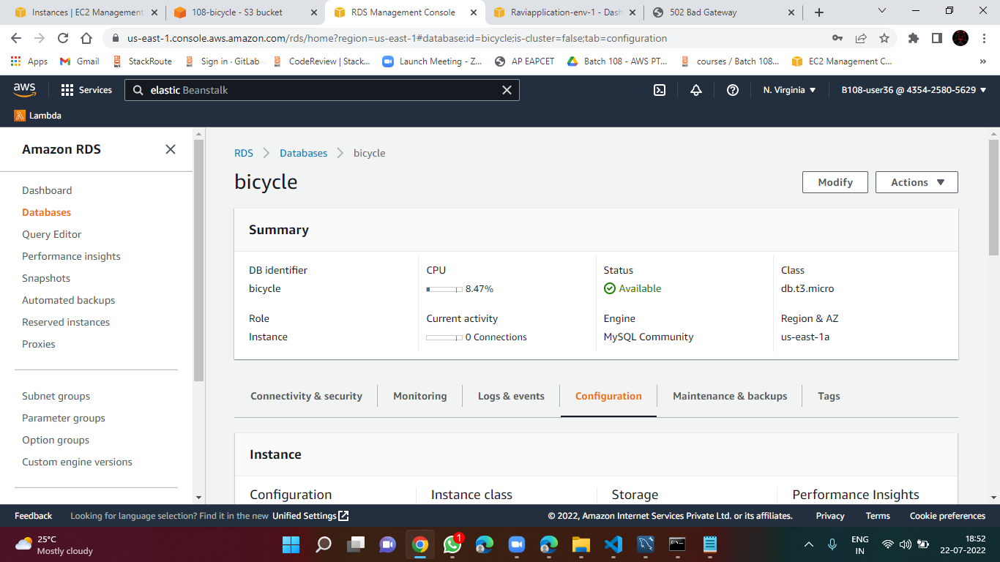 Instances | EC2 Management
108-bicycle - S3 bucket
RDS Management Console
Raviapplication-env-1 - Dash
502 Bad Gateway
us-east-1.console.aws.amazon.com/rds/home?region=us-east-1#database:id=bicycle;is-cluster=false;tab=configuration
Apps
Gmail
StackRoute
Sign in · GitLab
CodeReview | Stack...
Launch Meeting - Z...
AP EAPCET
Batch 108 - AWS PT...
courses / Batch 108...
EC2 Management C...
»
aws
Services
elastic Beanstalk
N. Virginia
B108-user36 @ 4354-2580-5629
Lambda
Amazon RDS
Dashboard
Databases
Query Editor
Performance insights
Snapshots
Automated backups
Reserved instances
Proxies
Subnet groups
Parameter groups
Option groups
Custom engine versions
RDS
Databases
bicycle
bicycle
Modify
Actions
Summary
DB identifier
bicycle
CPU
8.47%
Status
Available
Class
db.t3.micro
Role
Instance
Current activity
0 Connections
Engine
MySQL Community
Region & AZ
us-east-1a
Connectivity & security
Monitoring
Logs & events
Configuration
Maintenance & backups
Tags
Instance
Configuration
Instance class
Storage
Performance Insights
Feedback
Looking for language selection? Find it in the new Unified Settings
© 2022, Amazon Internet Services Private Ltd. or its affiliates.
Privacy
Terms
Cookie preferences
25°C
Mostly cloudy
1
ENG
IN
18:52
22-07-2022